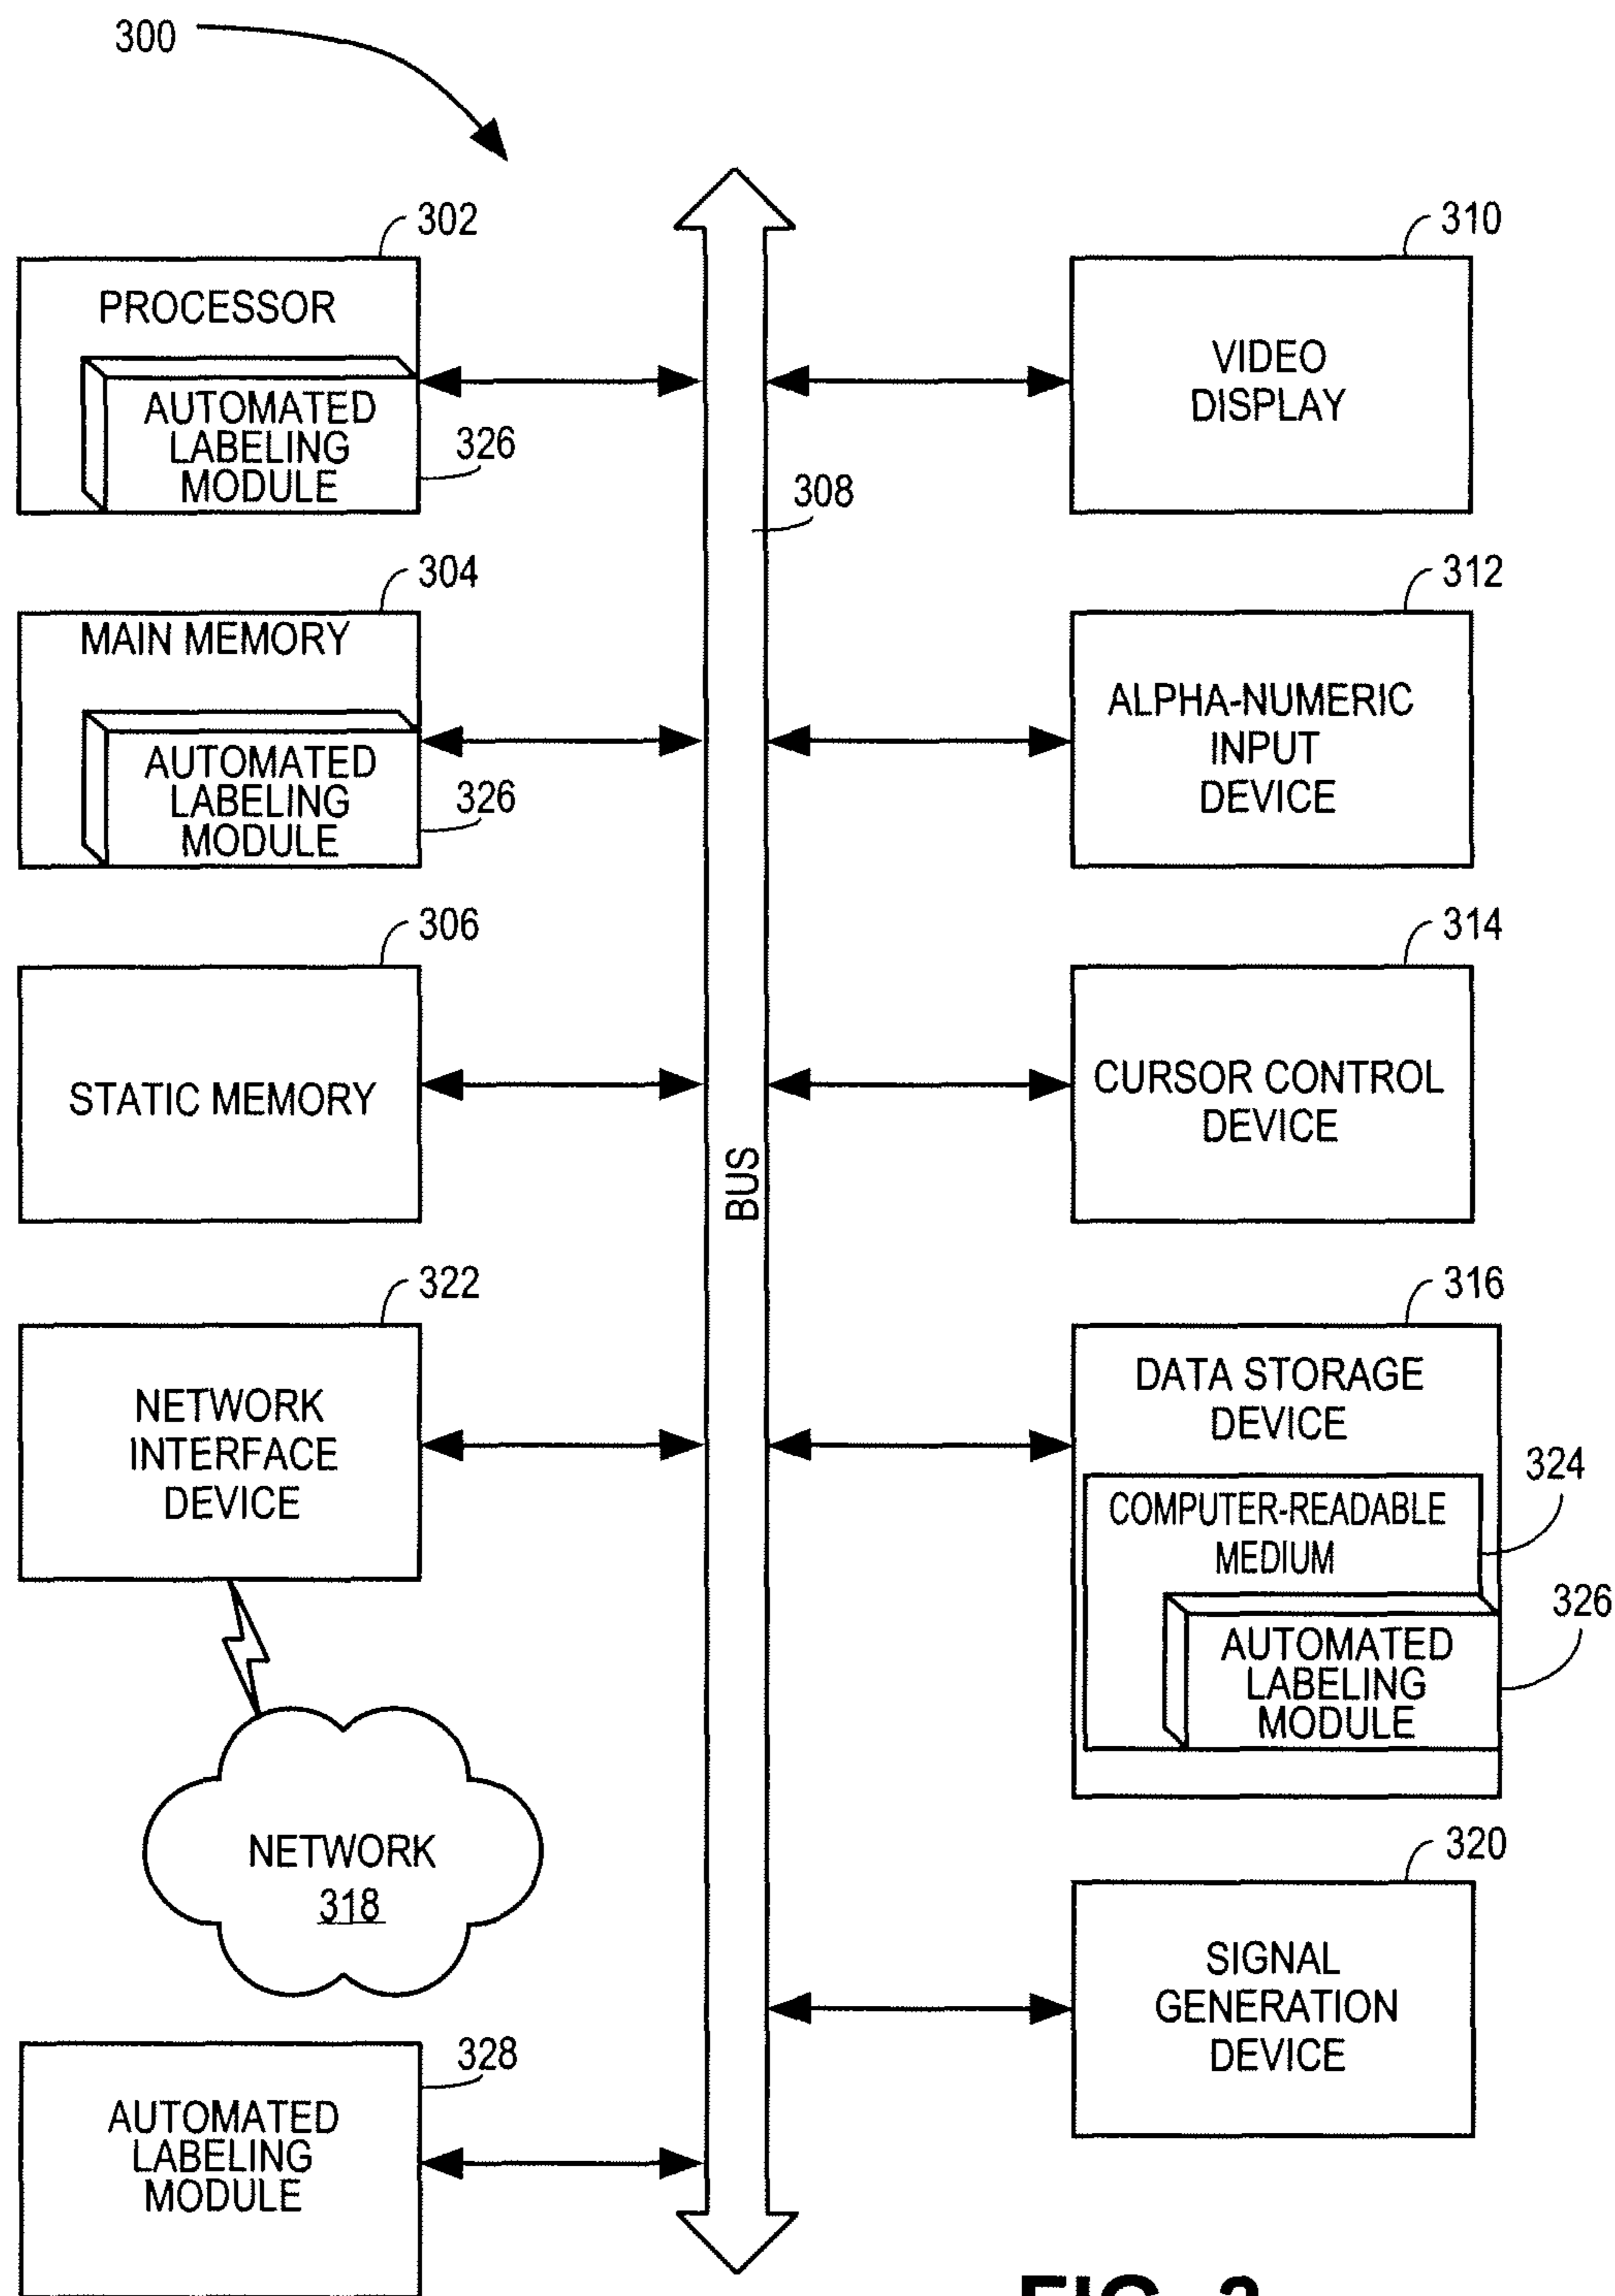 300
302
PROCESSOR
AUTOMATED
LABELING
MODULE
326
304
MAIN MEMORY
AUTOMATED
LABELING
MODULE
326
306
STATIC MEMORY
322
NETWORK
INTERFACE
DEVICE
NETWORK
318
328
AUTOMATED
LABELING
MODULE
308
BUS
310
VIDEO
DISPLAY
312
ALPHA-NUMERIC
INPUT
DEVICE
314
CURSOR CONTROL
DEVICE
316
DATA STORAGE
DEVICE
324
COMPUTER-READABLE
MEDIUM
326
AUTOMATED
LABELING
MODULE
320
SIGNAL
GENERATION
DEVICE
FIG. 3